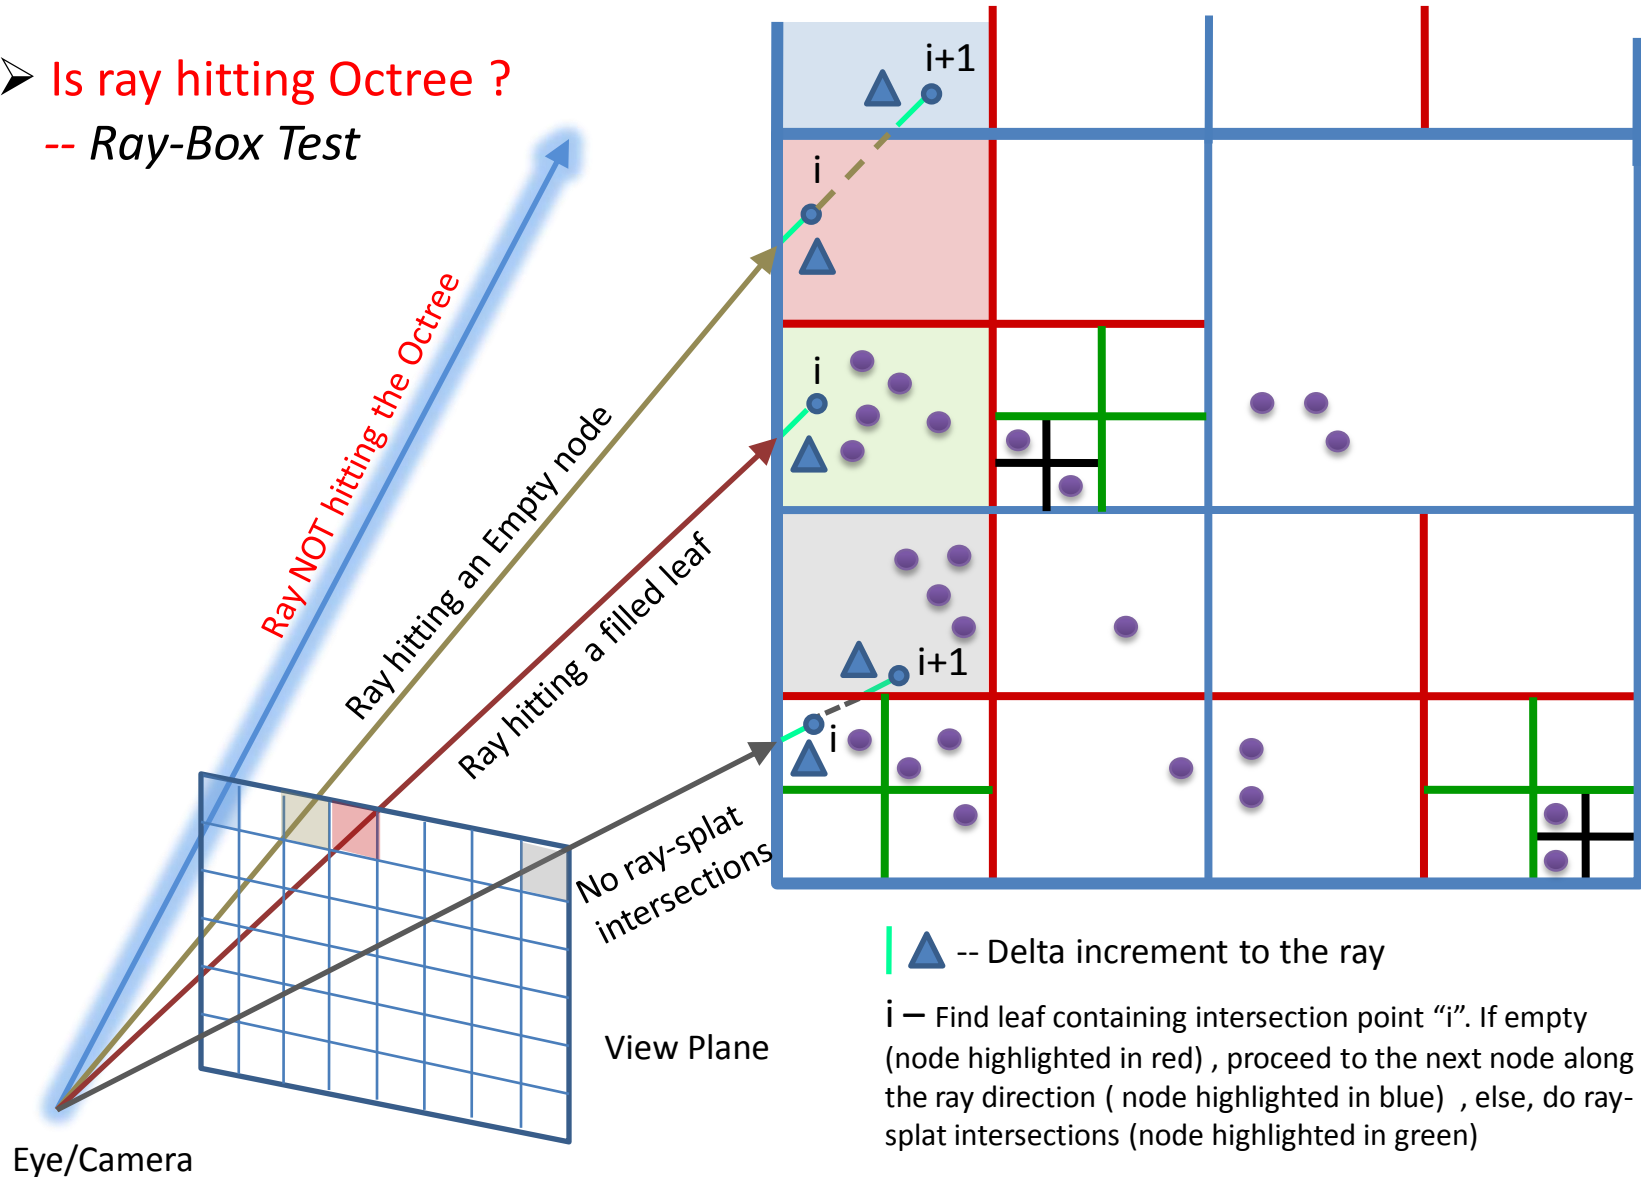 ➢ Is ray hitting Octree ?
-- Ray-Box Test
i+1
i
i
i+1
i
Ray NOT hitting the Octree
Ray hitting an Empty node
Ray hitting a filled leaf
No ray-splat
intersections
View Plane
Eye/Camera
-- Delta increment to the ray
i – Find leaf containing intersection point “i”. If empty
(node highlighted in red) , proceed to the next node along
the ray direction ( node highlighted in blue) , else, do ray-
splat intersections (node highlighted in green)